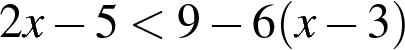 2x − 5 < 9 − 6(x − 3)